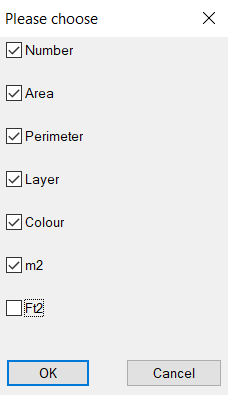 Please choose
Number
Area
Perimeter
Layer
Colour
m2
Ft2
OK Cancel